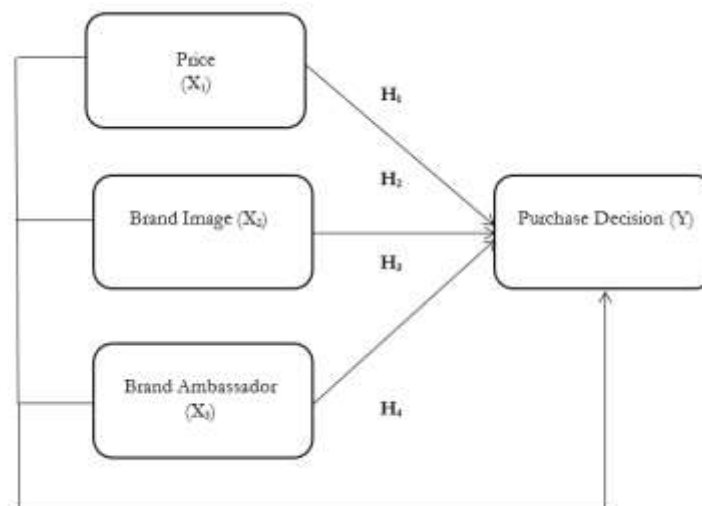 Price
(X₁)
H₁
H₂
Brand Image (X₂)
Purchase Decision (Y)
H₃
Brand Ambassador
(X₃)
H₄